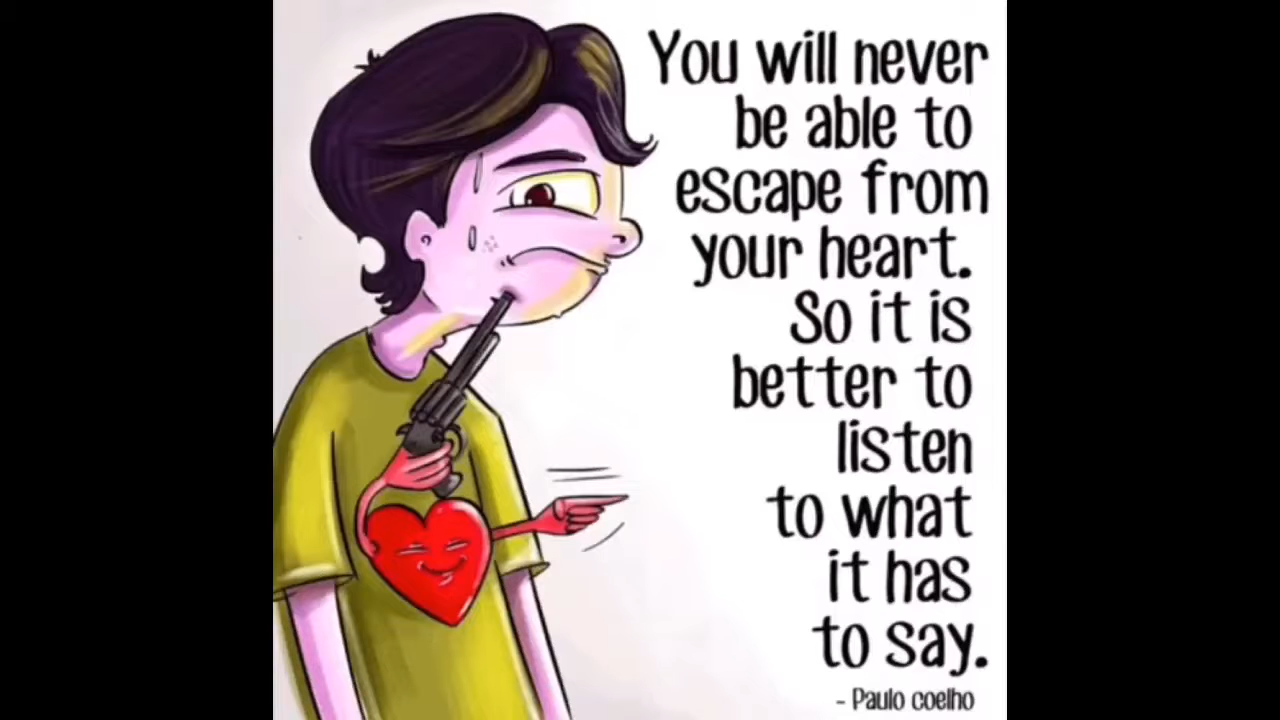 You will never
be able to
escape from
your heart.
So it is
better to
listen
to what
it has
to say.
- Paulo coelho